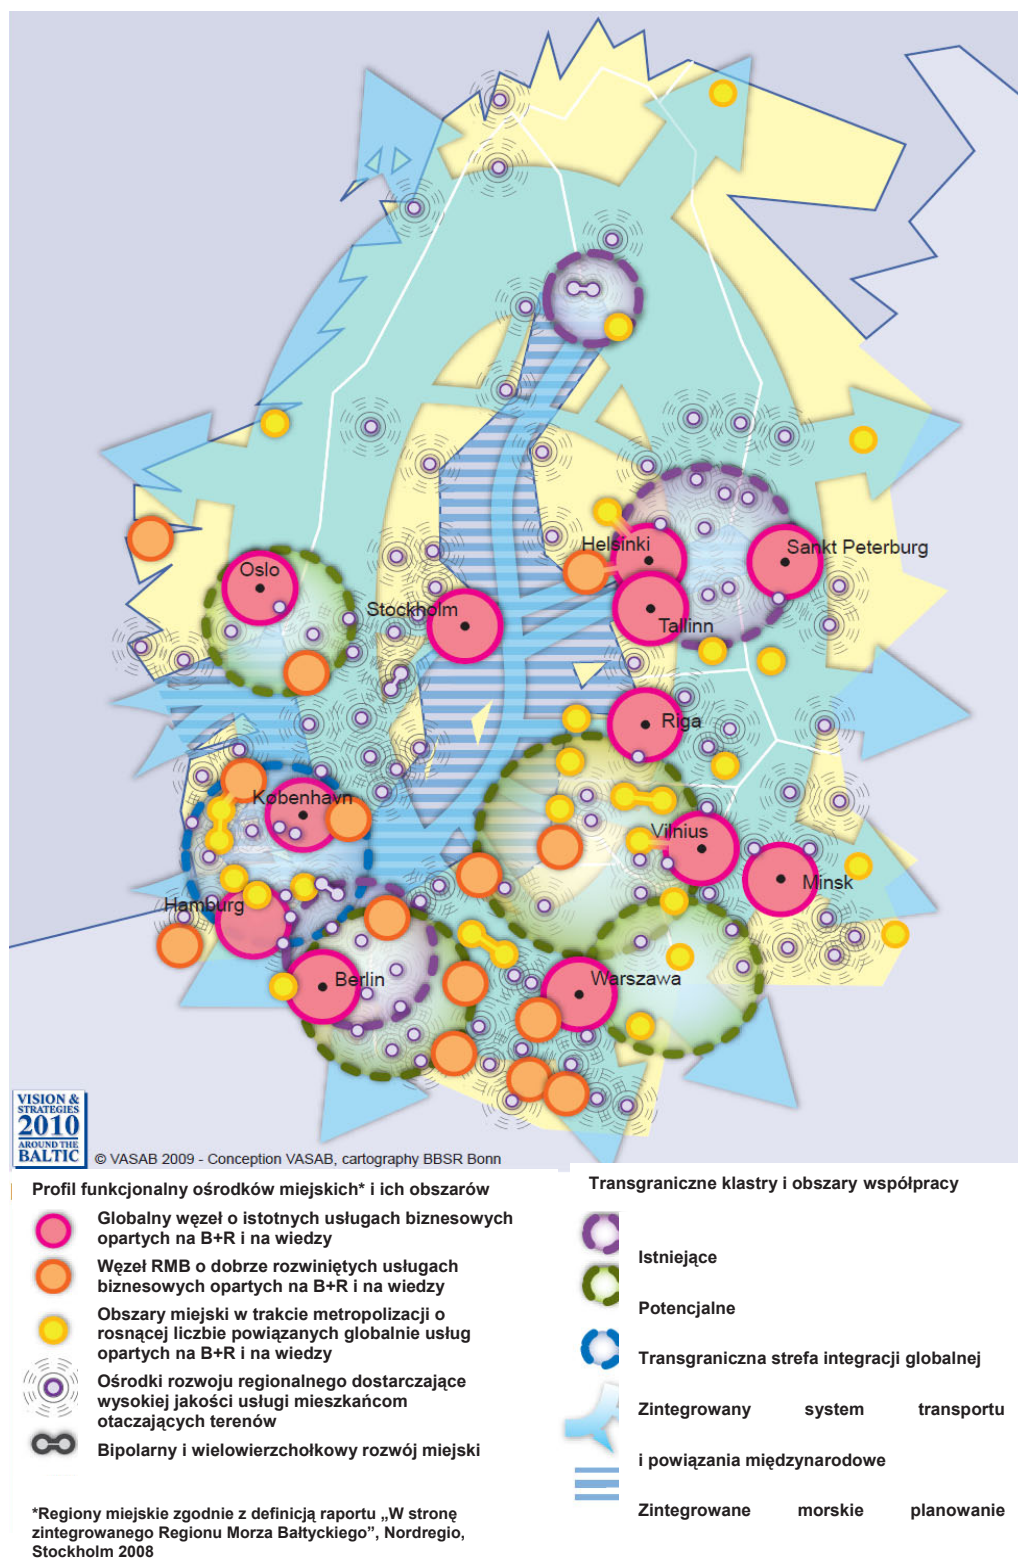 Helsinki
Sankt Peterburg
Oslo
Stockholm
Tallinn
Riga
København
Vilnius
Minsk
Hamburg
Berlin
Warszawa
VISION &
STRATEGIES
2010
AROUND THE
BALTIC
© VASAB 2009 - Conception VASAB, cartography BBSR Bonn
Profil funkcjonalny ośrodków miejskich* i ich obszarów
Globalny węzeł o istotnych usługach biznesowych
opartych na B+R i na wiedzy
Węzeł RMB o dobrze rozwiniętych usługach
biznesowych opartych na B+R i na wiedzy
Obszary miejski w trakcie metropolizacji o
rosnącej liczbie powiązanych globalnie usług
opartych na B+R i na wiedzy
Ośrodki rozwoju regionalnego dostarczające
wysokiej jakości usługi mieszkańcom
otaczających terenów
Bipolarny i wielowierzchołkowy rozwój miejski
*Regiony miejskie zgodnie z definicją raportu „W stronę
zintegrowanego Regionu Morza Bałtyckiego”, Nordregio,
Stockholm 2008
Transgraniczne klastry i obszary współpracy
Istniejące
Potencjalne
Transgraniczna strefa integracji globalnej
Zintegrowany system transportu
i powiązania międzynarodowe
Zintegrowane morskie planowanie